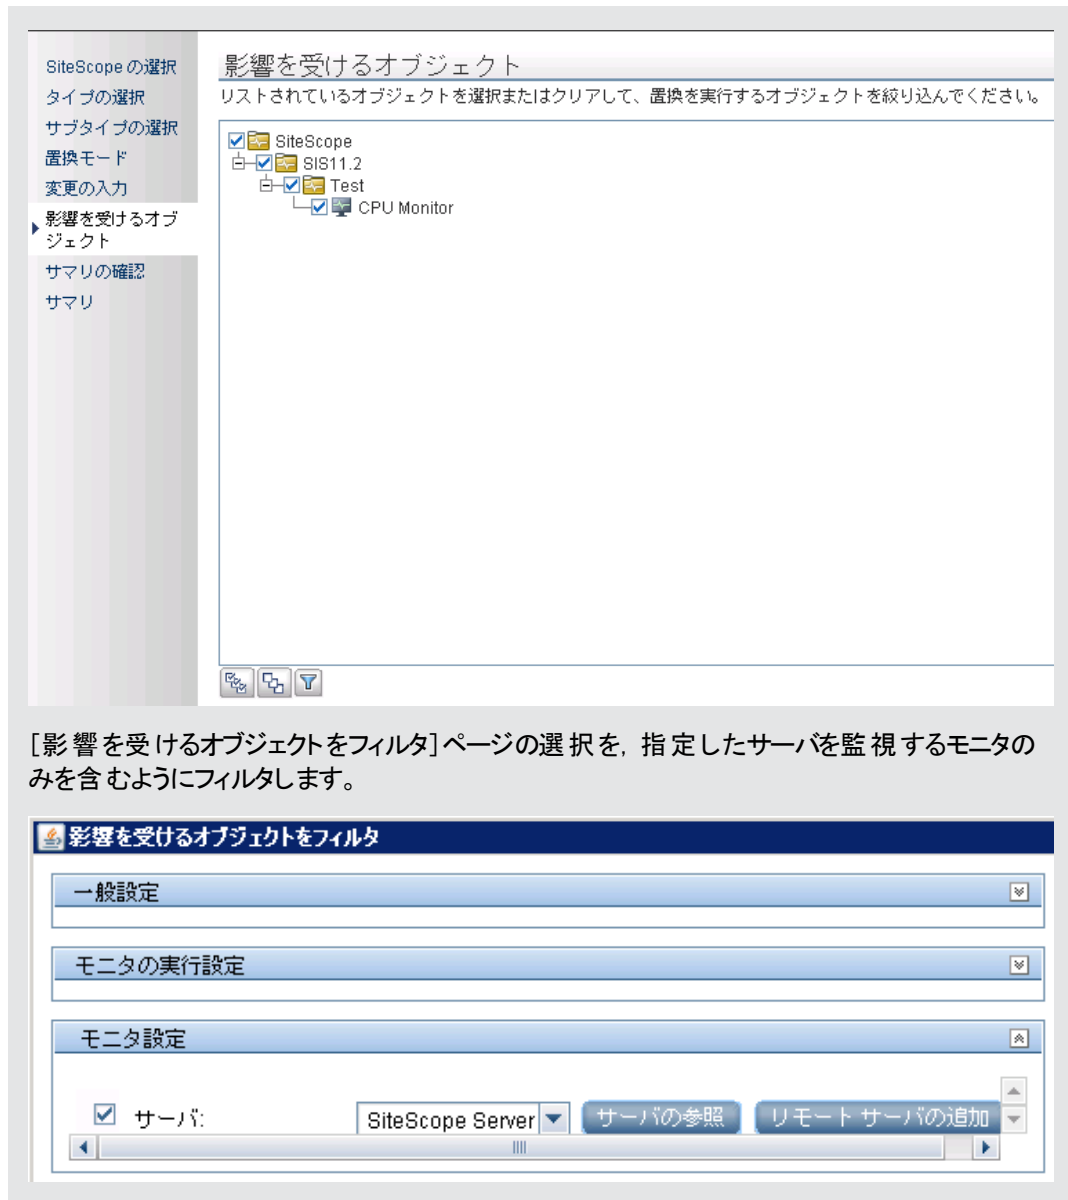 SiteScope の選択
タイプの選択
サブタイプの選択
置換モード
変更の入力
影響を受けるオブ
ジェクト
サマリの確認
サマリ
影響を受けるオブジェクト
リストされているオブジェクトを選択またはクリアして、置換を実行するオブジェクトを絞り込んでください。
SiteScope
SIS11.2
Test
CPU Monitor
[影響を受けるオブジェクトをフィルタ]ページの選択を, 指定したサーバを監視するモニタの
みを含むようにフィルタします。
影響を受けるオブジェクトをフィルタ
一般設定
モニタの実行設定
モニタ設定
サーバ: SiteScope Server サーバの参照 リモート サーバの追加